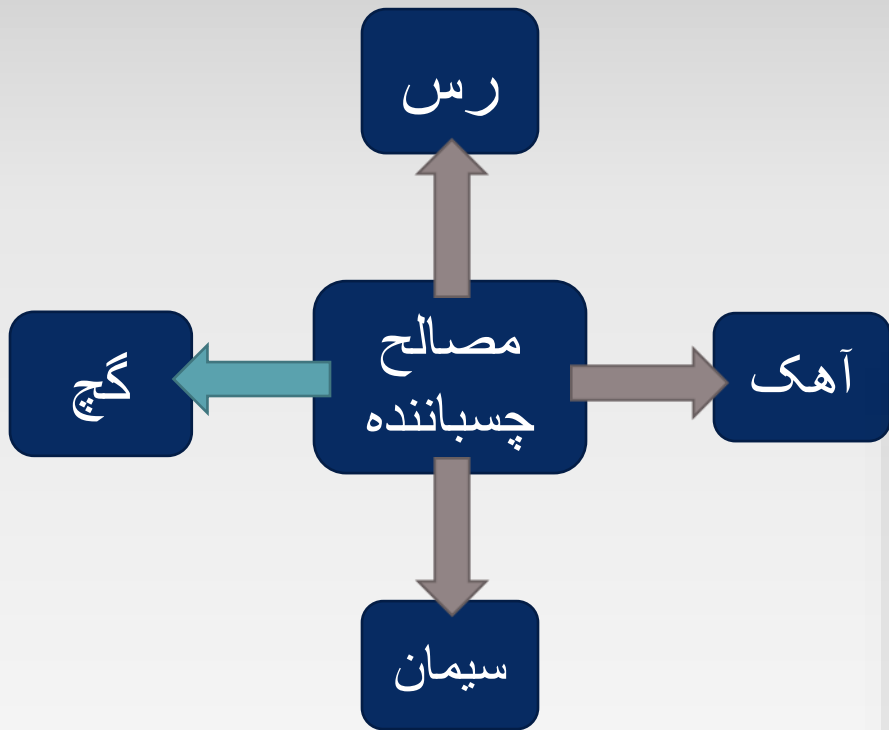 رس
مصالح
چسباننده
آهک
گچ
سیمان